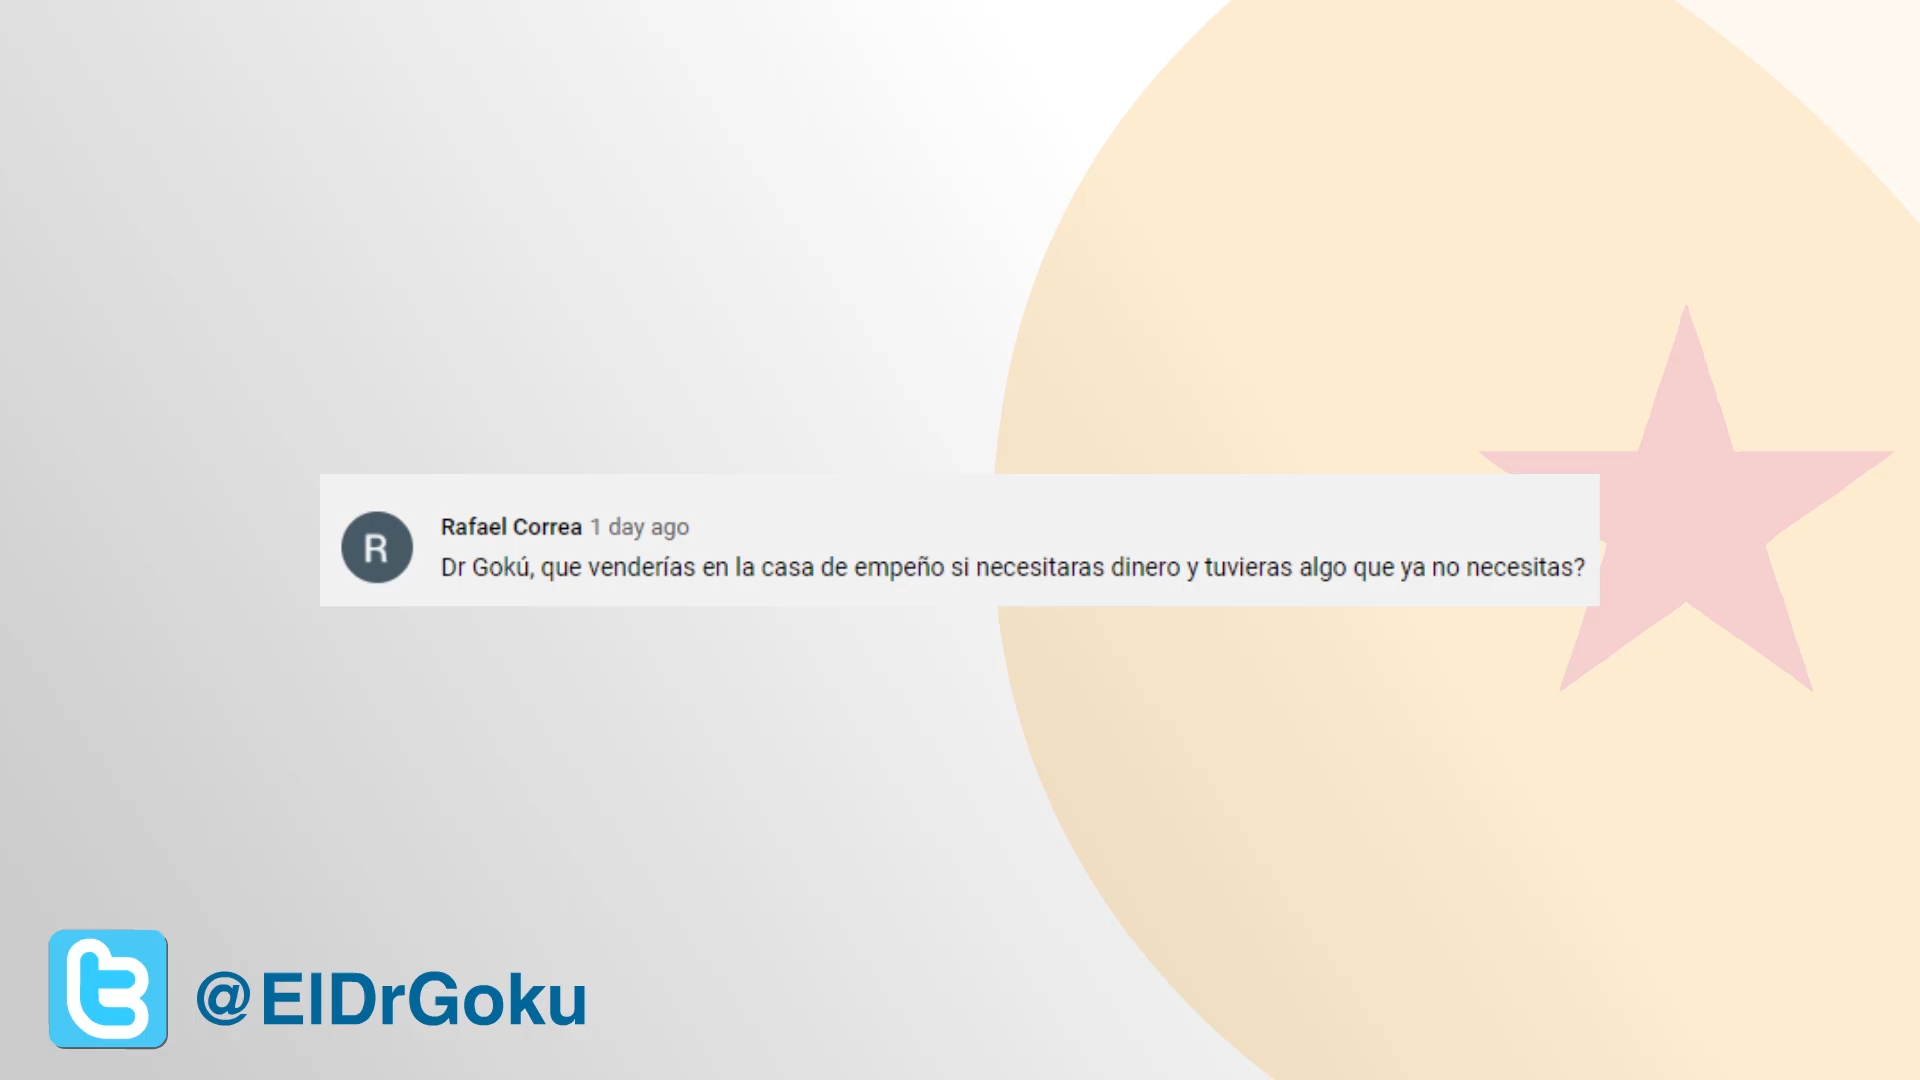 R
Rafael Correa 1 day ago
Dr Gokú, que venderías en la casa de empeño si necesitaras dinero y tuvieras algo que ya no necesitas?
@ElDrGoku